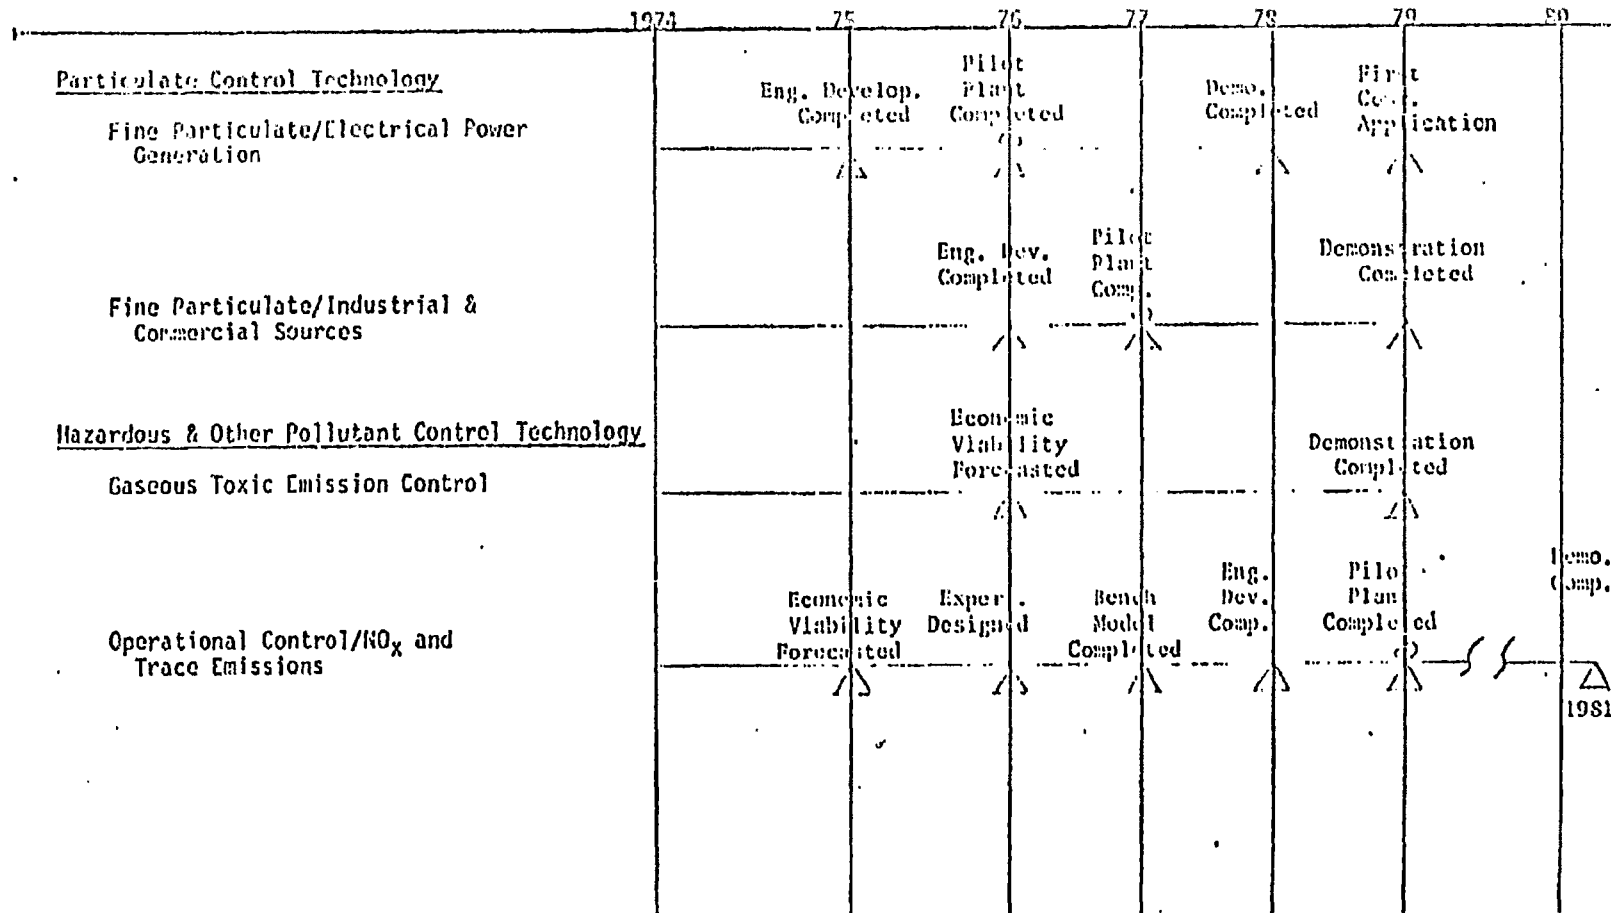 1974 75 76 77 78 79 80
Particulate Control Technology
Fine Particulate/Electrical Power
Generation
Eng. Develop.
Completed
Pilot
Plant
Completed
Demo.
Completed
First
Application
Fine Particulate/Industrial &
Commercial Sources
Eng. Dev.
Completed
Pilot
Plant
Comp.
Demonstration
Completed
Hazardous & Other Pollutant Control Technology
Gaseous Toxic Emission Control
Economic
Viability
Forecasted
Demonstration
Completed
Operational Control/NOx and
Trace Emissions
Economic
Viability
Forecasted
Exper.
Designed
Bench
Model
Completed
Eng.
Dev.
Comp.
Pilot
Plant
Completed
Demo.
Comp.
1981